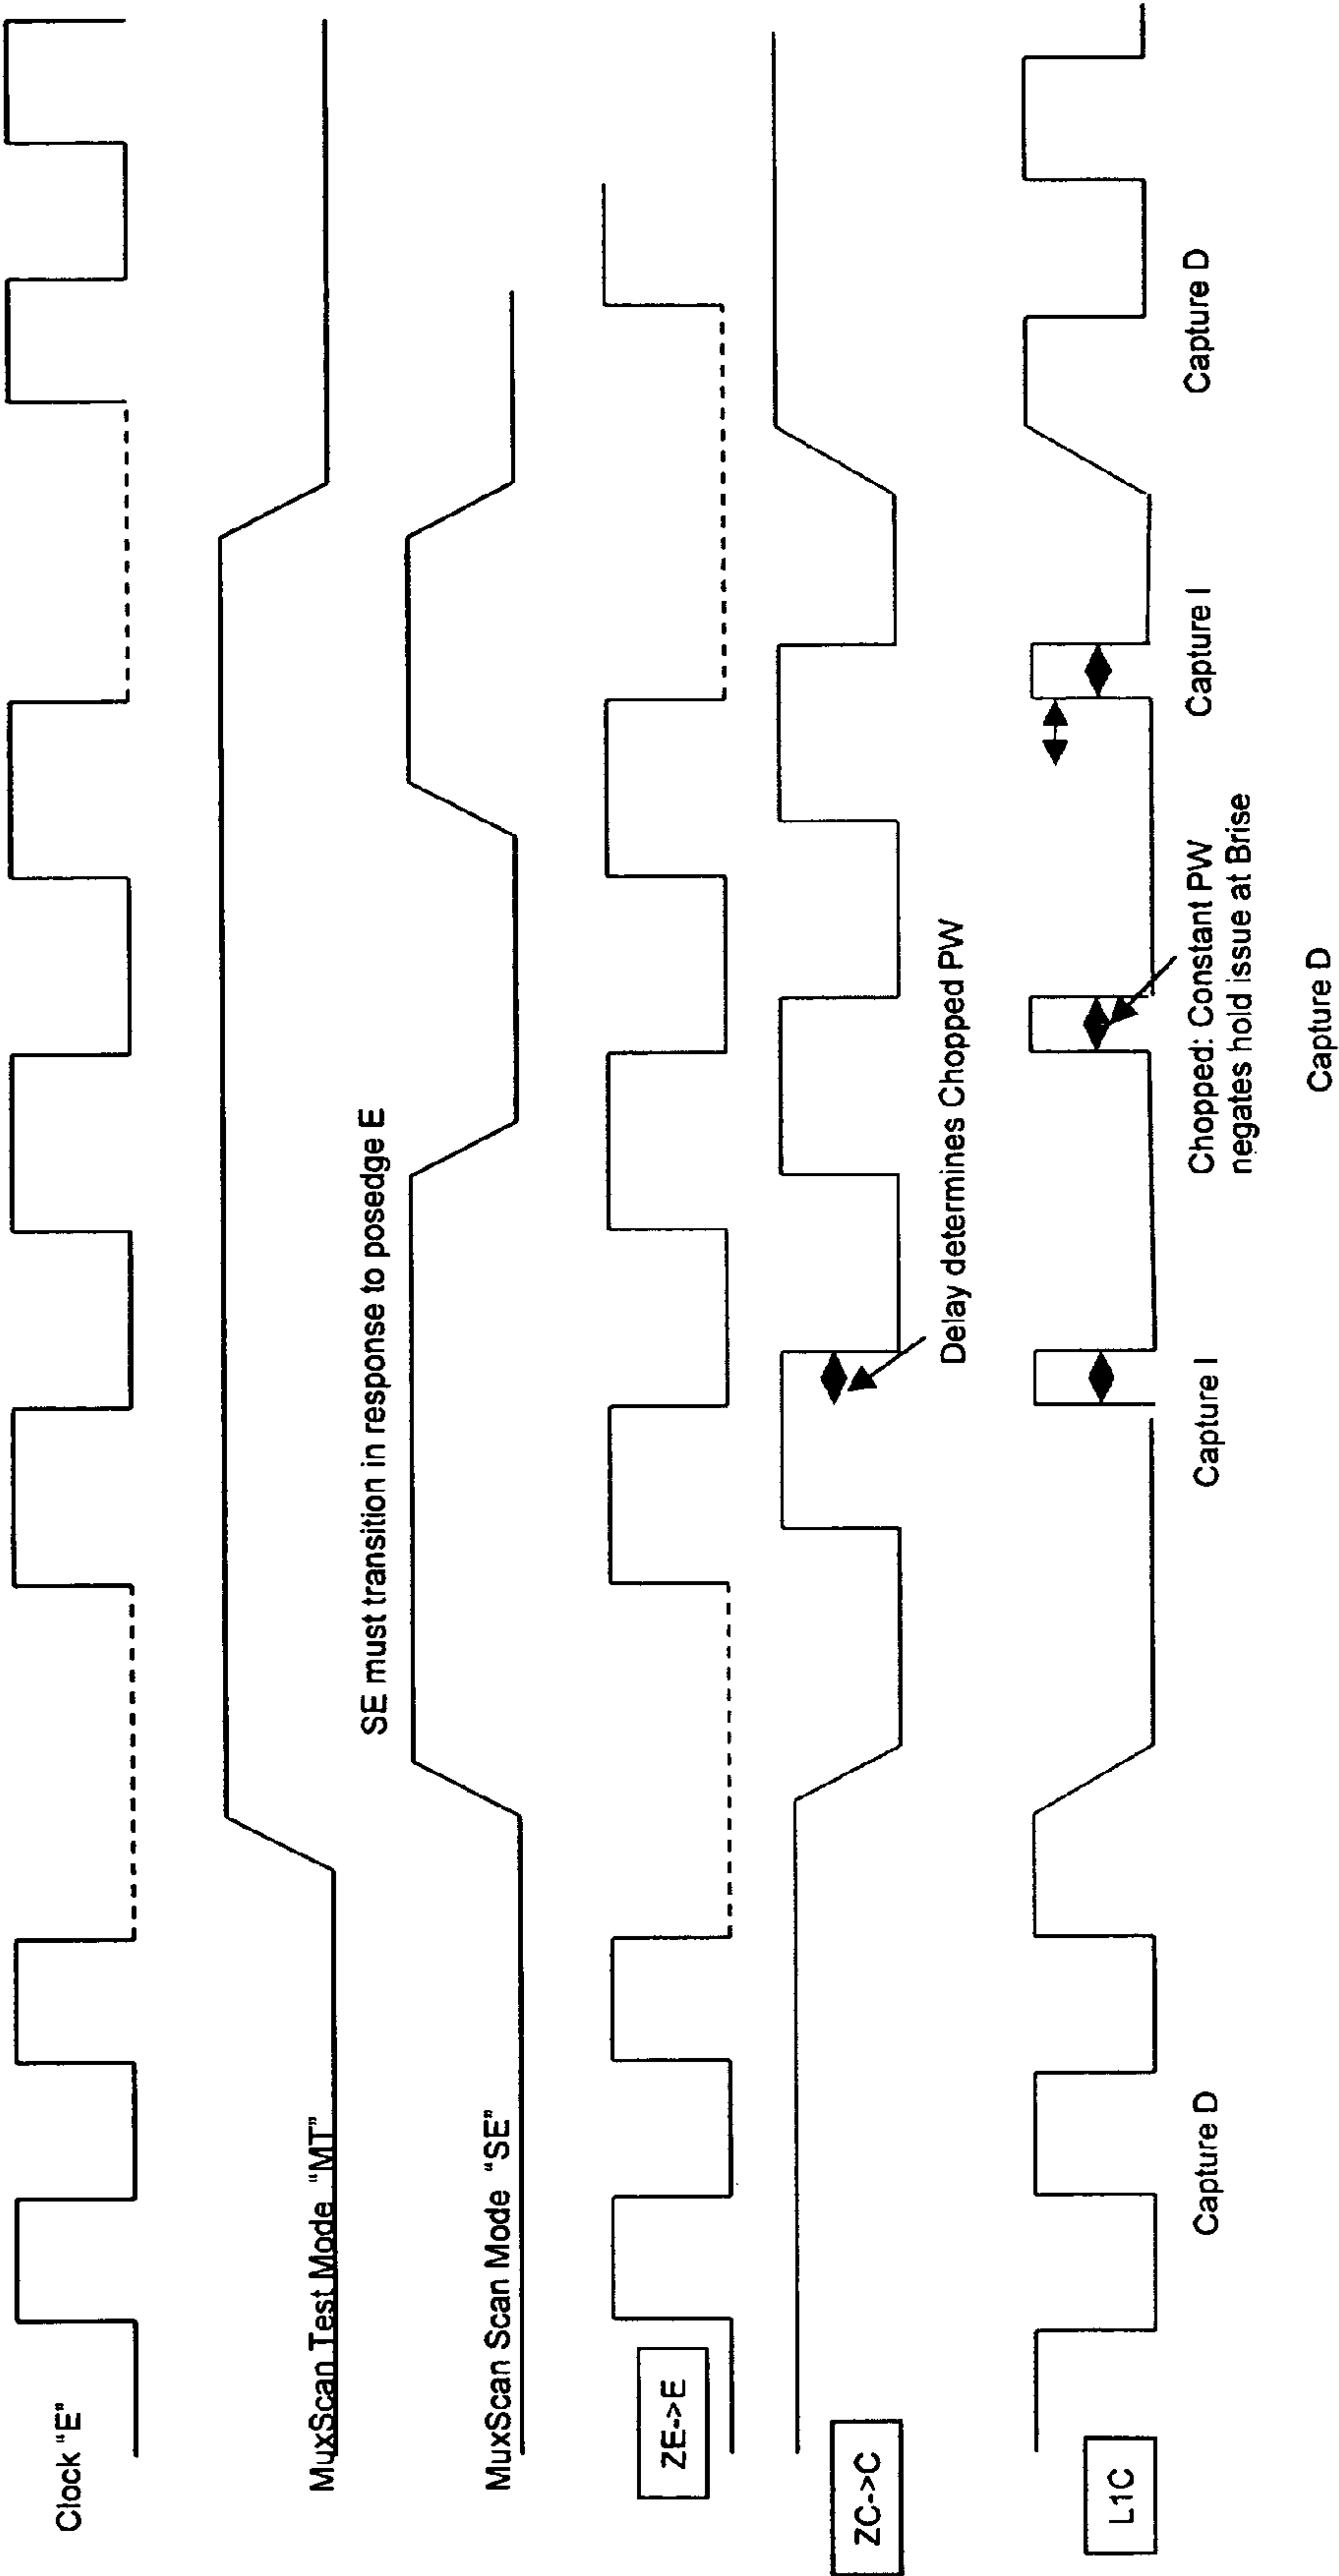 Clock "E"
MuxScan Test Mode "MT"
SE must transition in response to posedge E
MuxScan Scan Mode "SE"
ZE->E
ZC->C
Delay determines Chopped PW
L1C
Capture D
Capture I
Chopped: Constant PW
negates hold issue at Brise
Capture I
Capture D
Capture D